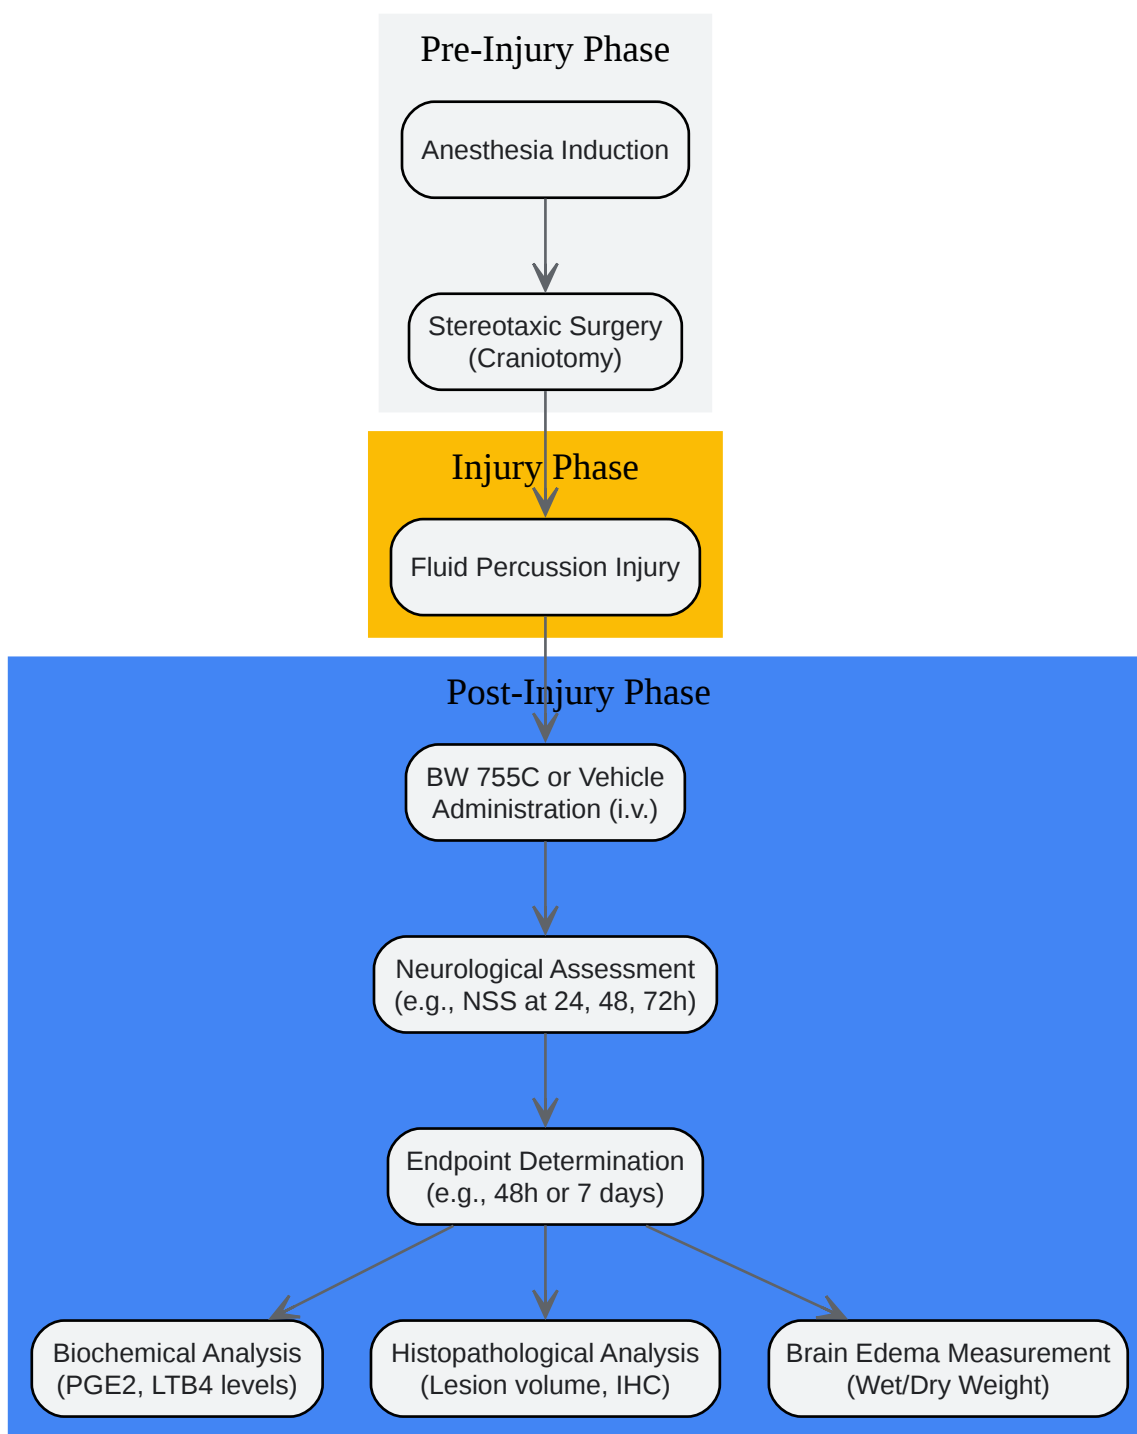 Pre-Injury Phase
Anesthesia Induction
Stereotaxic Surgery
(Craniotomy)
Injury Phase
Fluid Percussion Injury
Post-Injury Phase
BW 755C or Vehicle
Administration (i.v.)
Neurological Assessment
(e.g., NSS at 24, 48, 72h)
Endpoint Determination
(e.g., 48h or 7 days)
Biochemical Analysis
(PGE2, LTB4 levels)
Histopathological Analysis
(Lesion volume, IHC)
Brain Edema Measurement
(Wet/Dry Weight)